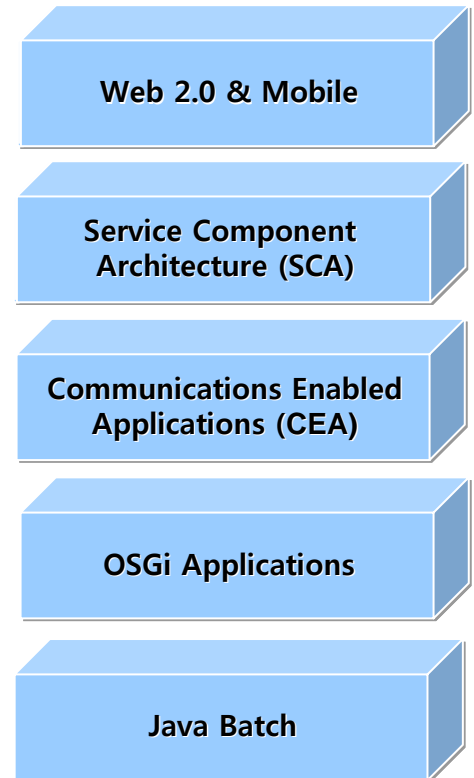 Web 2.0 & Mobile
Service Component
Architecture (SCA)
Communications Enabled
Applications (CEA)
OSGi Applications
Java Batch